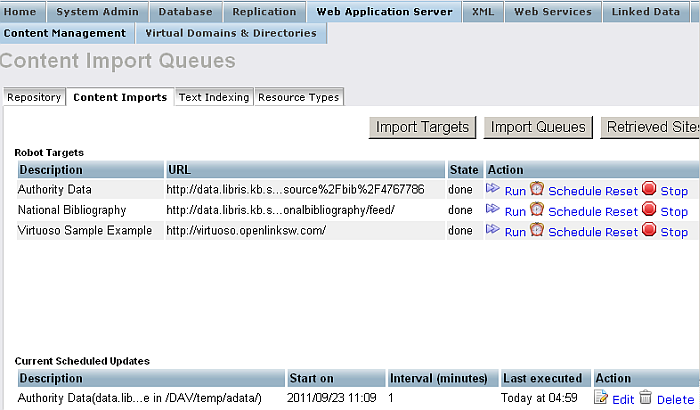 Home System Admin Database Replication Web Application Server XML Web Services Linked Data
Content Management Virtual Domains & Directories
Content Import Queues
Repository Content Imports Text Indexing Resource Types
Import Targets Import Queues Retrieved Sites
Robot Targets
Description URL State Action
Authority Data http://data.libris.kb.s...source%2Fbib%2F4767786 done Run Schedule Reset Stop
National Bibliography http://data.libris.kb.s...onalbibliography/feed/ done Run Schedule Reset Stop
Virtuoso Sample Example http://virtuoso.openlinksw.com/ done Run Schedule Reset Stop
Current Scheduled Updates
Description Start on Interval (minutes) Last executed Action
Authority Data(data.lib...e in /DAV/temp/adata/) 2011/09/23 11:09 1 Today at 04:59 Edit Delete